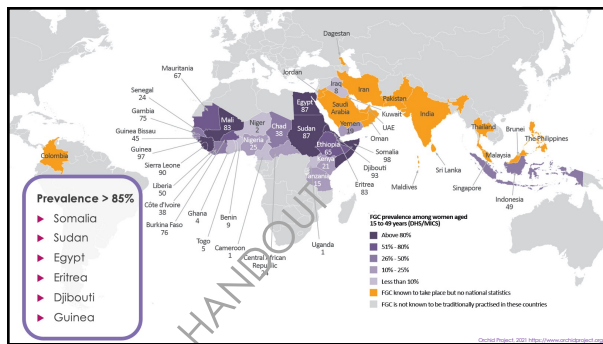 Dagestan
Mauritania
67
Jordan
Senegal
24
Gambia
75
Guinea Bissau
45
Guinea
97
Sierra Leone
90
Liberia
50
Côte d'Ivoire
38
Burkina Faso
76
Ghana
4
Togo
5
Benin
9
Cameroon
1
Central African
Republic
Uganda
1
Mali
83
Niger
2
Nigeria
25
Chad
38
Egypt
87
Sudan
87
Ethiopia
65
Kenya
21
Tanzania
15
Iraq
8
Iran
Saudi
Arabia
Yemen
19
Pakistan
Kuwait
UAE
Oman
Somalia
98
Djibouti
93
Eritrea
83
India
Maldives
Sri Lanka
Thailand
Brunei
The Philippines
Malaysia
Singapore
Indonesia
49
Colombia
Prevalence > 85%
Somalia
Sudan
Egypt
Eritrea
Djibouti
Guinea
HANDOUT
FGC prevalence among women aged
15 to 49 years (DHS/MICS)
Above 80%
51% - 80%
26% - 50%
10% - 25%
Less than 10%
FGC known to take place but no national statistics
FGC is not known to be traditionally practised in these countries
Orchid Project, 2021 https://www.orchidproject.org